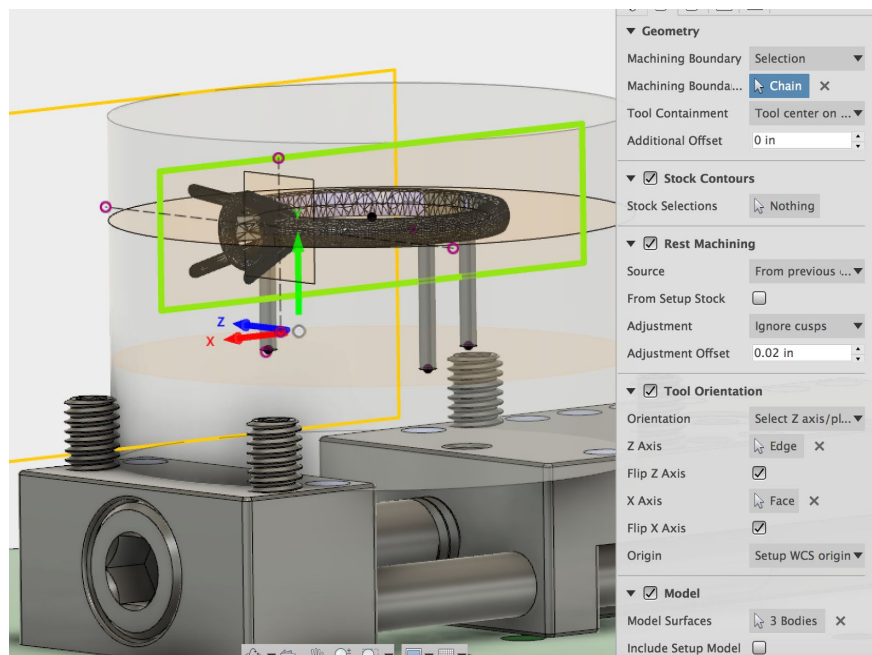 Geometry
Machining Boundary Selection
Machining Bounda... Chain
Tool Containment Tool center on ...
Additional Offset 0 in
Stock Contours
Stock Selections Nothing
Rest Machining
Source From previous ...
From Setup Stock
Adjustment Ignore cusps
Adjustment Offset 0.02 in
Tool Orientation
Orientation Select Z axis/pl...
Z Axis Edge
Flip Z Axis
X Axis Face
Flip X Axis
Origin Setup WCS origin
Model
Model Surfaces 3 Bodies
Include Setup Model
Z
X